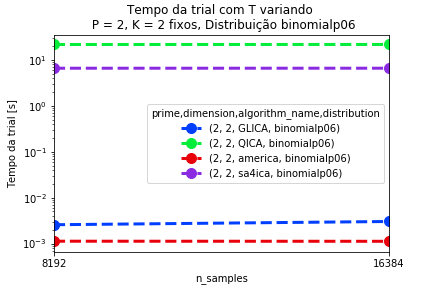 Tempo da trial com T variando
P = 2, K = 2 fixos, Distribuição binomialp06
Tempo da trial [s]
10¹
10⁰
10⁻¹
10⁻²
10⁻³
prime,dimension,algorithm_name,distribution
(2, 2, GLICA, binomialp06)
(2, 2, QICA, binomialp06)
(2, 2, america, binomialp06)
(2, 2, sa4ica, binomialp06)
8192
16384
n_samples